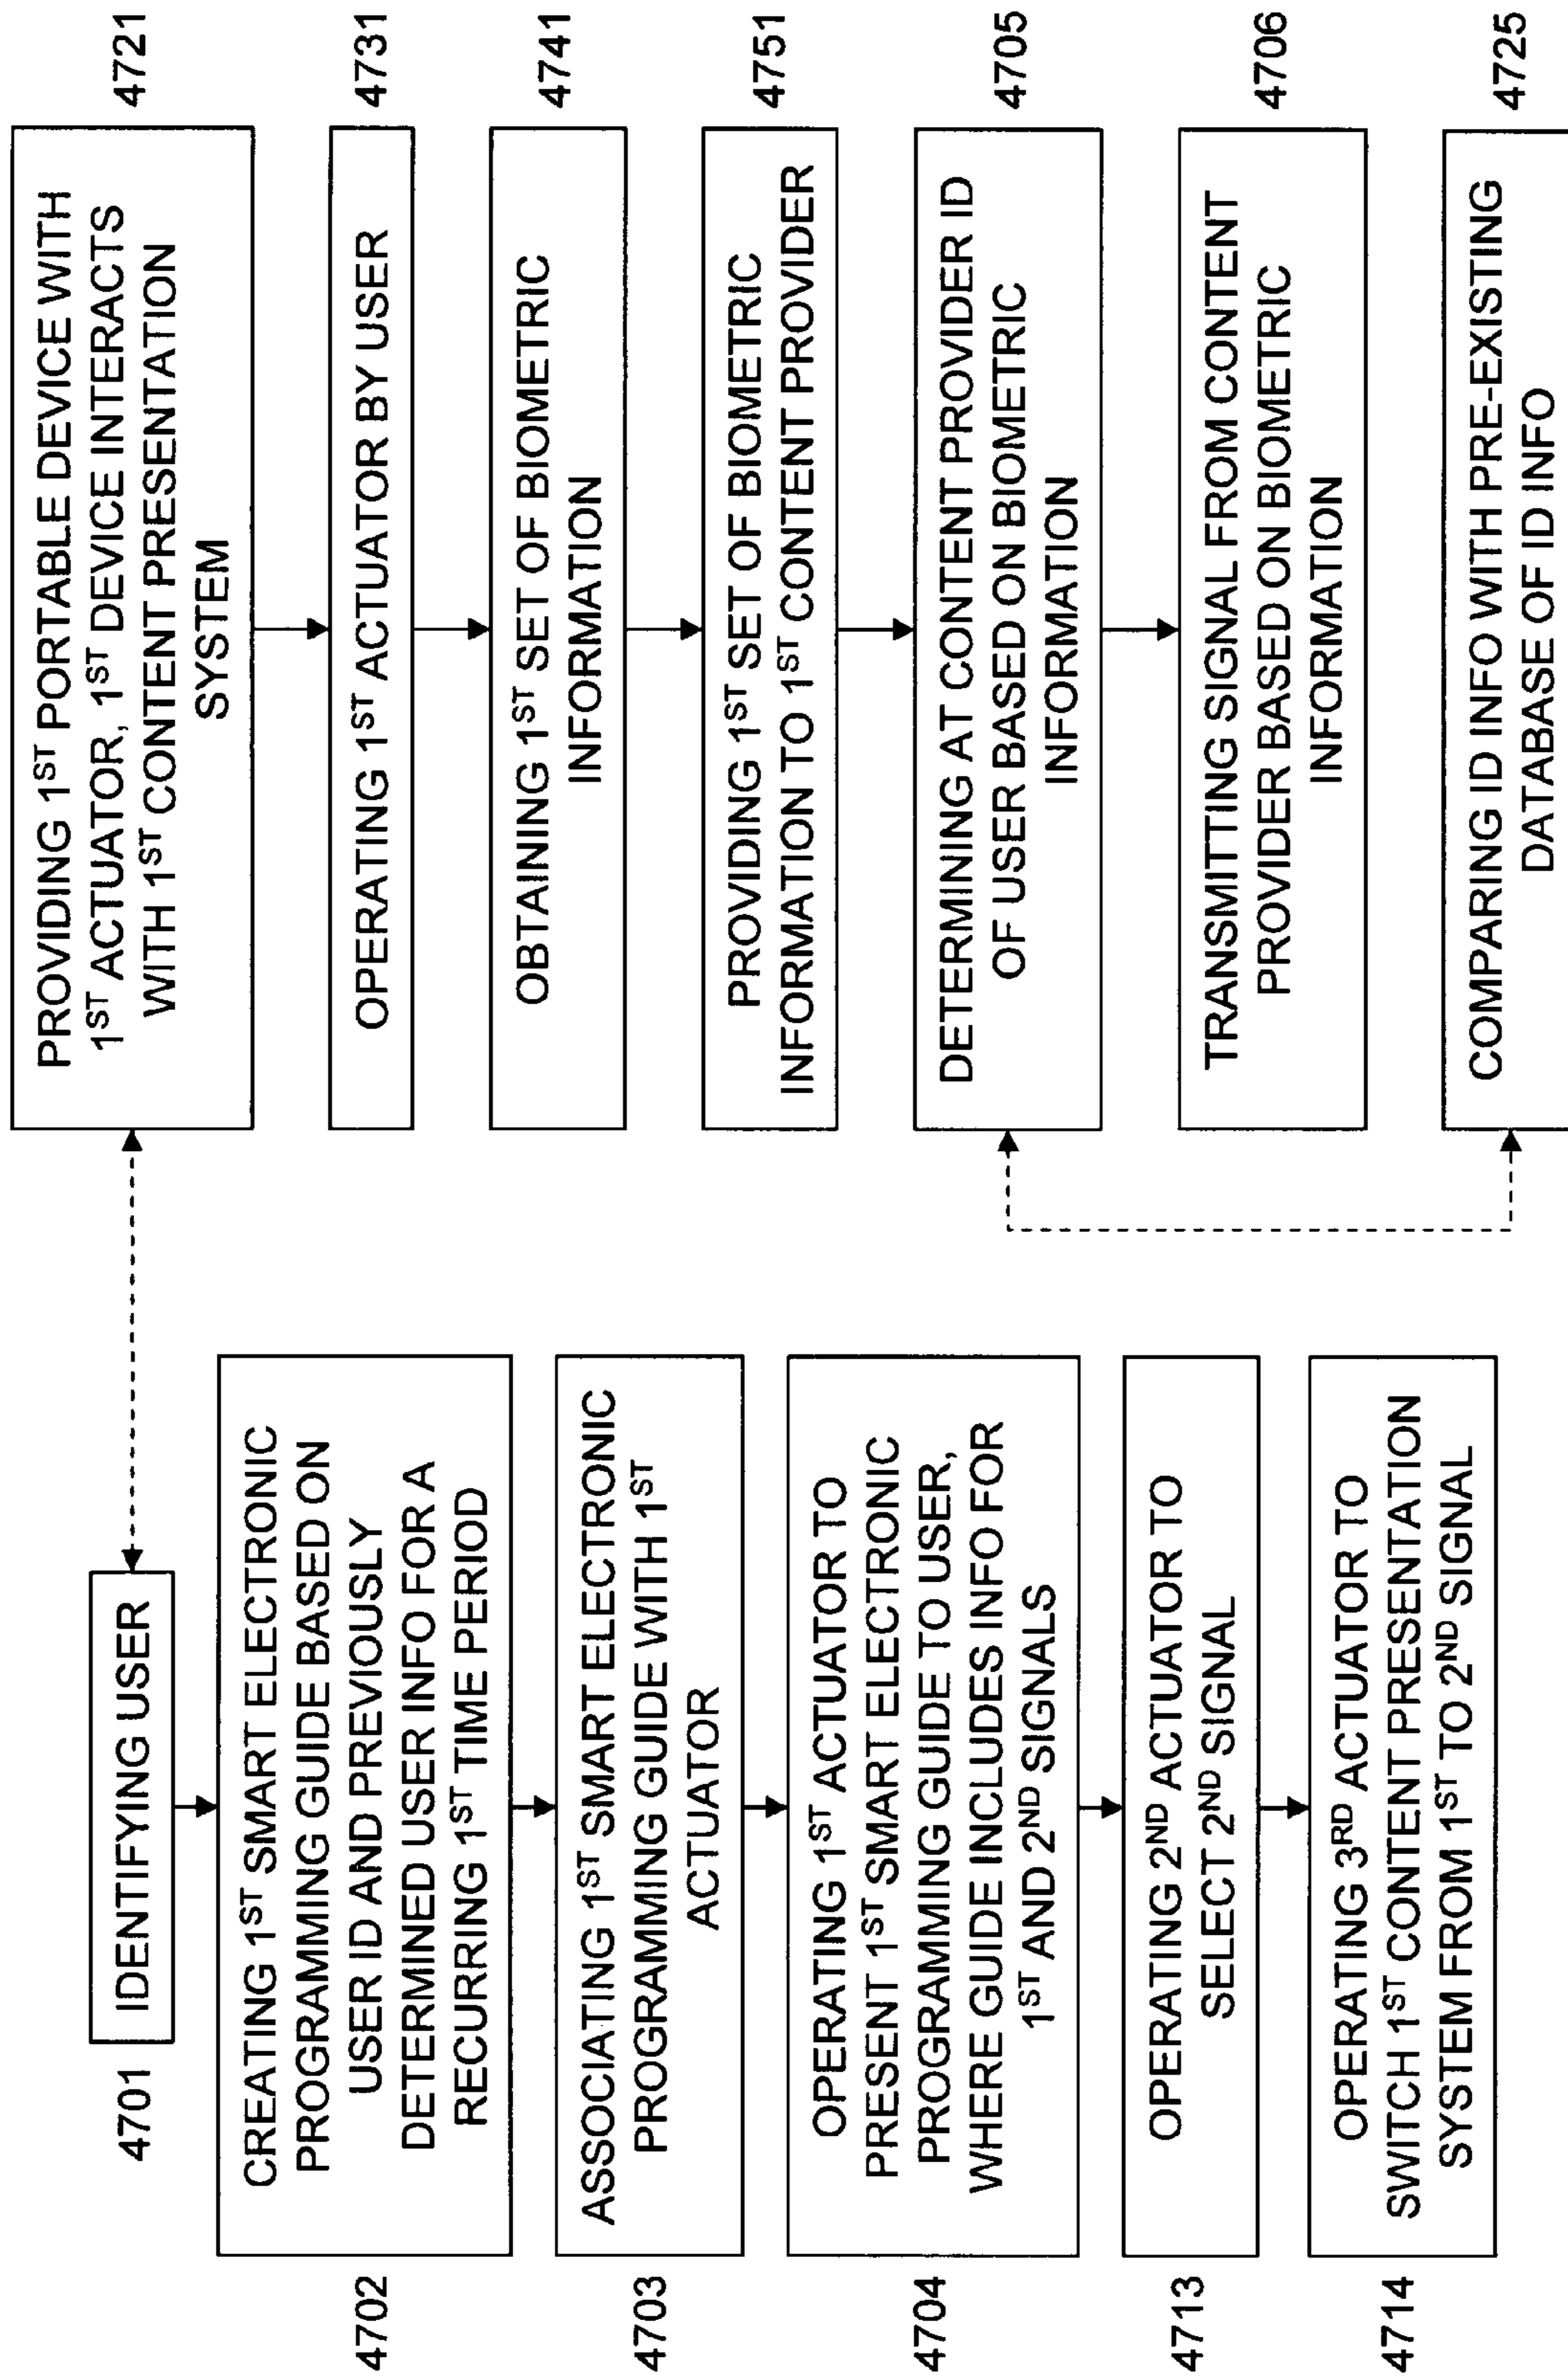 4701
IDENTIFYING USER
4702
CREATING 1ST SMART ELECTRONIC
PROGRAMMING GUIDE BASED ON
USER ID AND PREVIOUSLY
DETERMINED USER INFO FOR A
RECURRING 1ST TIME PERIOD
4703
ASSOCIATING 1ST SMART ELECTRONIC
PROGRAMMING GUIDE WITH 1ST
ACTUATOR
4704
OPERATING 1ST ACTUATOR TO
PRESENT 1ST SMART ELECTRONIC
PROGRAMMING GUIDE TO USER,
WHERE GUIDE INCLUDES INFO FOR
1ST AND 2ND SIGNALS
4713
OPERATING 2ND ACTUATOR TO
SELECT 2ND SIGNAL
4714
OPERATING 3RD ACTUATOR TO
SWITCH 1ST CONTENT PRESENTATION
SYSTEM FROM 1ST TO 2ND SIGNAL
PROVIDING 1ST PORTABLE DEVICE WITH
1ST ACTUATOR, 1ST DEVICE INTERACTS
WITH 1ST CONTENT PRESENTATION
SYSTEM
4721
OPERATING 1ST ACTUATOR BY USER
4731
OBTAINING 1ST SET OF BIOMETRIC
INFORMATION
4741
PROVIDING 1ST SET OF BIOMETRIC
INFORMATION TO 1ST CONTENT PROVIDER
4751
DETERMINING AT CONTENT PROVIDER ID
OF USER BASED ON BIOMETRIC
INFORMATION
4705
TRANSMITTING SIGNAL FROM CONTENT
PROVIDER BASED ON BIOMETRIC
INFORMATION
4706
COMPARING ID INFO WITH PRE-EXISTING
DATABASE OF ID INFO
4725